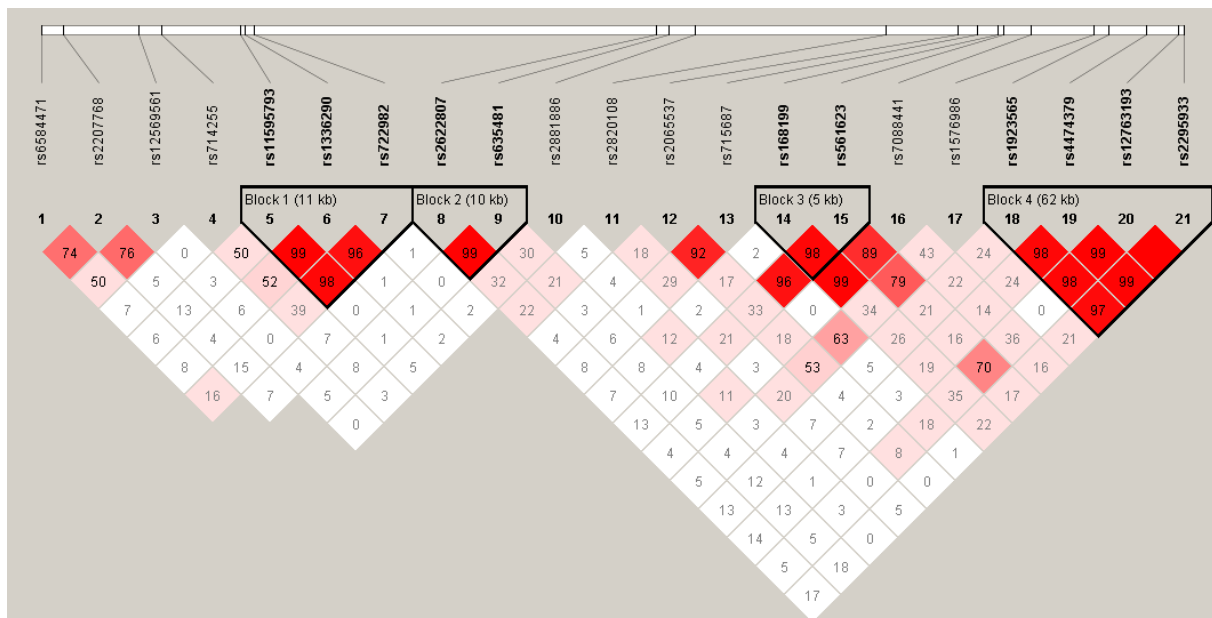 rs6584471
rs2207768
rs12569561
rs714255
rs11595793
rs1336290
rs722982
rs2622807
rs635481
rs2881886
rs2820108
rs2065537
rs715687
rs168199
rs561623
rs7088441
rs1576986
rs1923565
rs4474379
rs12763193
rs2295933
Block 1 (11 kb) Block 2 (10 kb) Block 3 (5 kb) Block 4 (62 kb)
1 2 3 4 5 6 7 8 9 10 11 12 13 14 15 16 17 18 19 20 21
74 76 0 50 99 96 1 99 30 5 18 92 2 98 89 43 24 98 99
50 5 3 52 98 1 0 32 21 4 29 17 96 99 79 22 24 98 99
7 13 6 39 0 1 2 22 3 1 2 33 0 34 21 14 0 97
6 4 0 7 1 2 4 6 12 21 18 63 26 16 36 21
8 15 4 8 5 8 8 4 3 53 5 19 70 16
16 7 5 3 7 10 11 20 4 3 35 17
0 13 5 3 7 2 18 22
4 4 4 7 8 1
5 12 1 0 0
13 13 3 5
14 5 0
5 18
17